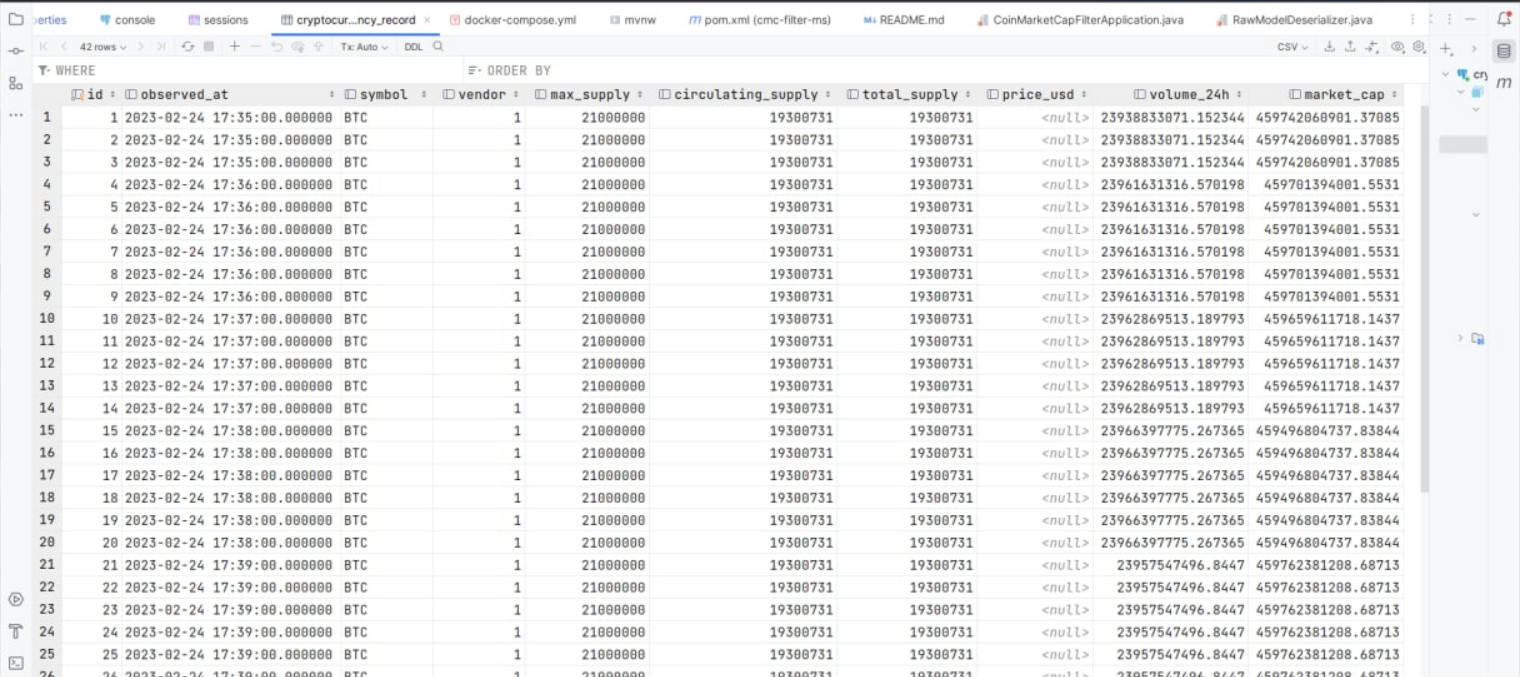 erties console sessions cryptocur...ncy_record × docker-compose.yml mvnw pom.xml (cmc-filter-ms) README.md CoinMarketCapFilterApplication.java RawModelDeserializer.java
42 rows Tx: Auto DDL CSV
WHERE ORDER BY
id observed_at symbol vendor max_supply circulating_supply total_supply price_usd volume_24h market_cap
1 1 2023-02-24 17:35:00.000000 BTC 1 21000000 19300731 19300731 <null> 23938833071.152344 459742060901.37085
2 2 2023-02-24 17:35:00.000000 BTC 1 21000000 19300731 19300731 <null> 23938833071.152344 459742060901.37085
3 3 2023-02-24 17:35:00.000000 BTC 1 21000000 19300731 19300731 <null> 23938833071.152344 459742060901.37085
4 4 2023-02-24 17:36:00.000000 BTC 1 21000000 19300731 19300731 <null> 23961631316.570198 459701394001.5531
5 5 2023-02-24 17:36:00.000000 BTC 1 21000000 19300731 19300731 <null> 23961631316.570198 459701394001.5531
6 6 2023-02-24 17:36:00.000000 BTC 1 21000000 19300731 19300731 <null> 23961631316.570198 459701394001.5531
7 7 2023-02-24 17:36:00.000000 BTC 1 21000000 19300731 19300731 <null> 23961631316.570198 459701394001.5531
8 8 2023-02-24 17:36:00.000000 BTC 1 21000000 19300731 19300731 <null> 23961631316.570198 459701394001.5531
9 9 2023-02-24 17:36:00.000000 BTC 1 21000000 19300731 19300731 <null> 23961631316.570198 459701394001.5531
10 10 2023-02-24 17:37:00.000000 BTC 1 21000000 19300731 19300731 <null> 23962869513.189793 459659611718.1437
11 11 2023-02-24 17:37:00.000000 BTC 1 21000000 19300731 19300731 <null> 23962869513.189793 459659611718.1437
12 12 2023-02-24 17:37:00.000000 BTC 1 21000000 19300731 19300731 <null> 23962869513.189793 459659611718.1437
13 13 2023-02-24 17:37:00.000000 BTC 1 21000000 19300731 19300731 <null> 23962869513.189793 459659611718.1437
14 14 2023-02-24 17:37:00.000000 BTC 1 21000000 19300731 19300731 <null> 23962869513.189793 459659611718.1437
15 15 2023-02-24 17:38:00.000000 BTC 1 21000000 19300731 19300731 <null> 23966397775.267365 459496804737.83844
16 16 2023-02-24 17:38:00.000000 BTC 1 21000000 19300731 19300731 <null> 23966397775.267365 459496804737.83844
17 17 2023-02-24 17:38:00.000000 BTC 1 21000000 19300731 19300731 <null> 23966397775.267365 459496804737.83844
18 18 2023-02-24 17:38:00.000000 BTC 1 21000000 19300731 19300731 <null> 23966397775.267365 459496804737.83844
19 19 2023-02-24 17:38:00.000000 BTC 1 21000000 19300731 19300731 <null> 23966397775.267365 459496804737.83844
20 20 2023-02-24 17:38:00.000000 BTC 1 21000000 19300731 19300731 <null> 23966397775.267365 459496804737.83844
21 21 2023-02-24 17:39:00.000000 BTC 1 21000000 19300731 19300731 <null> 23957547496.8447 459762381208.68713
22 22 2023-02-24 17:39:00.000000 BTC 1 21000000 19300731 19300731 <null> 23957547496.8447 459762381208.68713
23 23 2023-02-24 17:39:00.000000 BTC 1 21000000 19300731 19300731 <null> 23957547496.8447 459762381208.68713
24 24 2023-02-24 17:39:00.000000 BTC 1 21000000 19300731 19300731 <null> 23957547496.8447 459762381208.68713
25 25 2023-02-24 17:39:00.000000 BTC 1 21000000 19300731 19300731 <null> 23957547496.8447 459762381208.68713
26 26 2023-02-24 17:39:00.000000 BTC 1 21000000 19300731 19300731 <null> 23957547496.8447 459762381208.68713